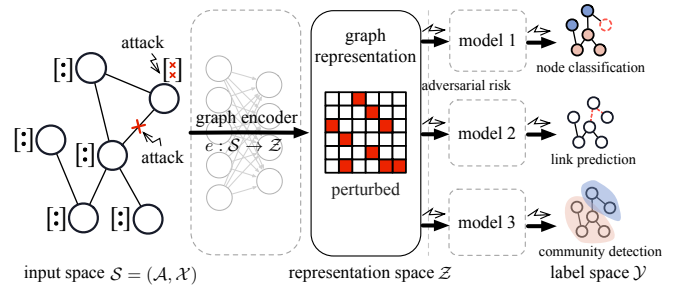 attack
[:]
[:]
attack
[:]
[:]
[:]
input space 𝒮 = (𝒜, 𝒳)
graph encoder
e : 𝒮 → 𝒵
graph
representation
perturbed
representation space 𝒵
adversarial risk
model 1
model 2
model 3
node classification
link prediction
community detection
label space 𝒴